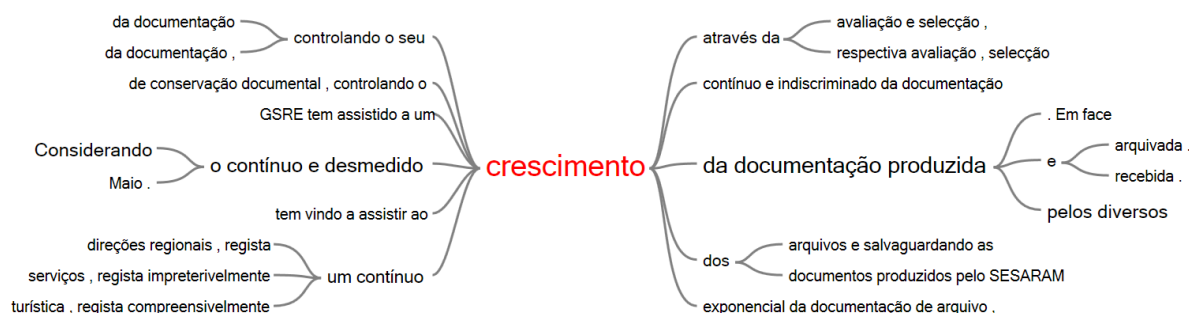 da documentação
controlando o seu
da documentação ,
de conservação documental , controlando o
GSRE tem assistido a um
Considerando
o contínuo e desmedido
Maio .
tem vindo a assistir ao
direções regionais , regista
serviços , regista impreterivelmente
um contínuo
turística , regista compreensivelmente
crescimento
através da
avaliação e selecção ,
respectiva avaliação , selecção
contínuo e indiscriminado da documentação
da documentação produzida
. Em face
e
arquivada .
recebida .
pelos diversos
dos
arquivos e salvaguardando as
documentos produzidos pelo SESARAM
exponencial da documentação de arquivo ,